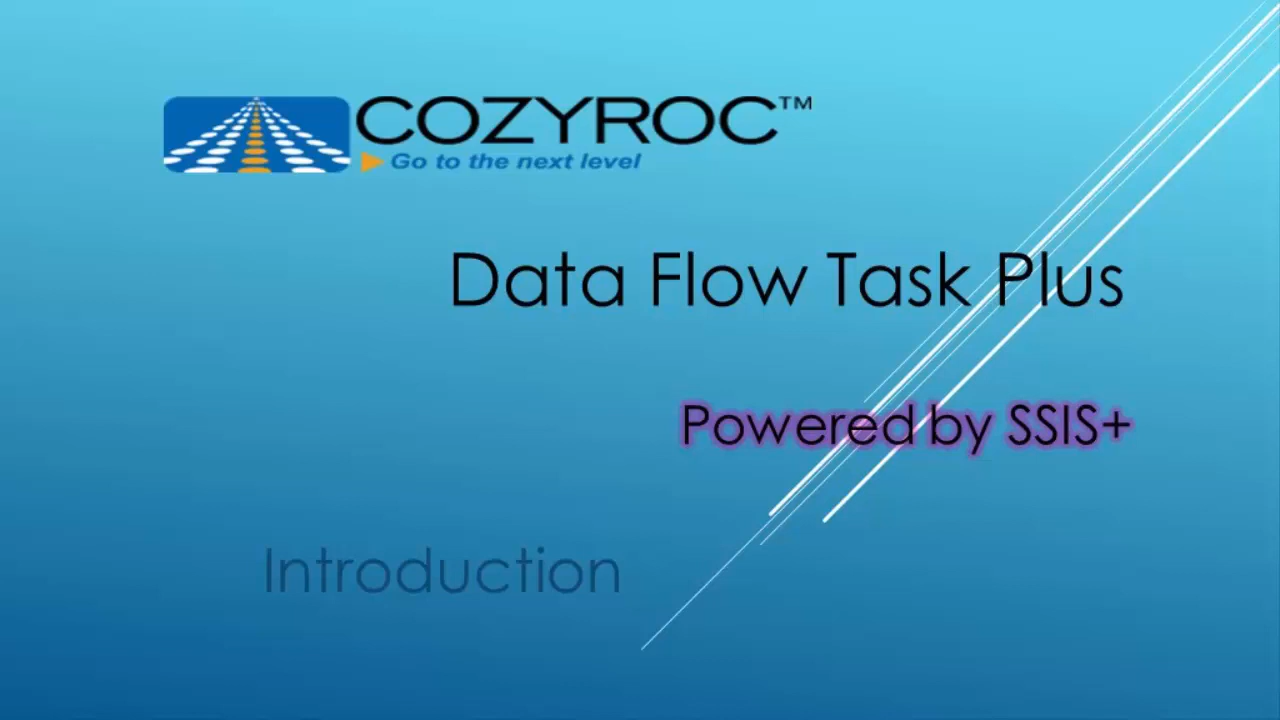 COZYROC™
Go to the next level
Data Flow Task Plus
Powered by SSIS+
Introduction